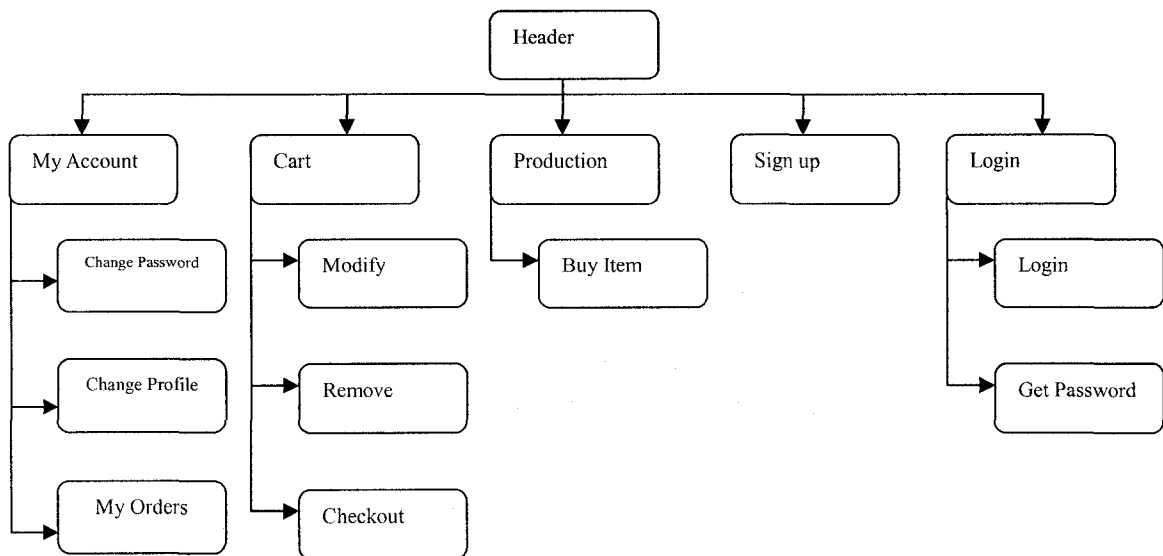 Header
My Account
Cart
Production
Sign up
Login
Change Password
Modify
Buy Item
Login
Change Profile
Remove
Get Password
My Orders
Checkout